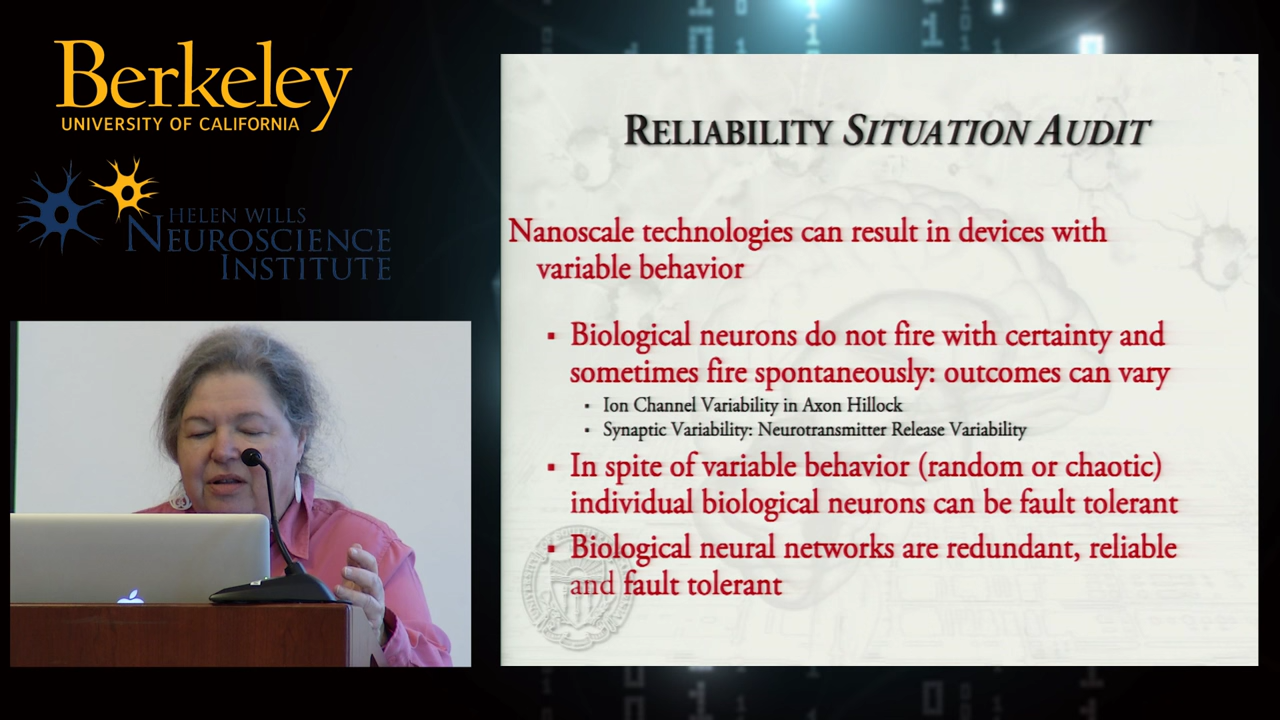 Berkeley
UNIVERSITY OF CALIFORNIA
HELEN WILLS
NEUROSCIENCE
INSTITUTE
RELIABILITY SITUATION AUDIT
Nanoscale technologies can result in devices with
variable behavior
▪ Biological neurons do not fire with certainty and
sometimes fire spontaneously: outcomes can vary
▪ Ion Channel Variability in Axon Hillock
▪ Synaptic Variability: Neurotransmitter Release Variability
▪ In spite of variable behavior (random or chaotic)
individual biological neurons can be fault tolerant
▪ Biological neural networks are redundant, reliable
and fault tolerant